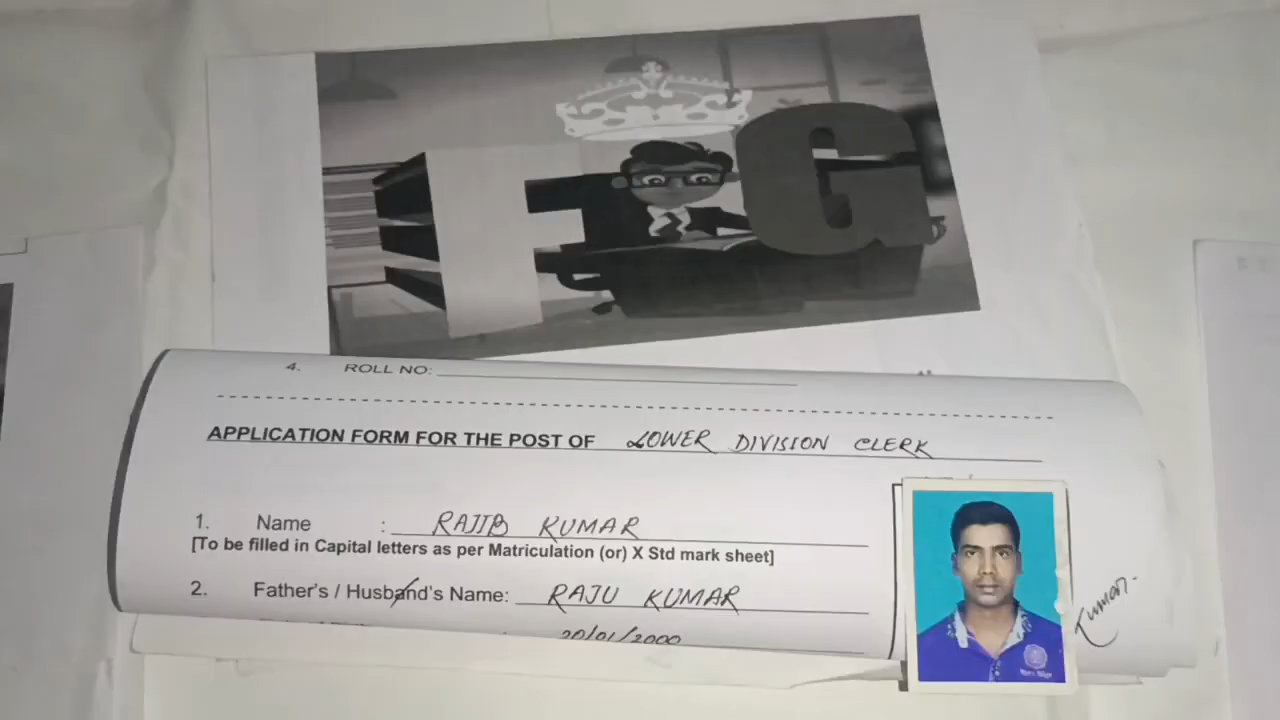 F G
4. ROLL NO:
APPLICATION FORM FOR THE POST OF LOWER DIVISION CLERK
1. Name : RAJIB KUMAR
[To be filled in Capital letters as per Matriculation (or) X Std mark sheet]
2. Father's / Husband's Name: RAJU KUMAR
20/01/2000
Kumar